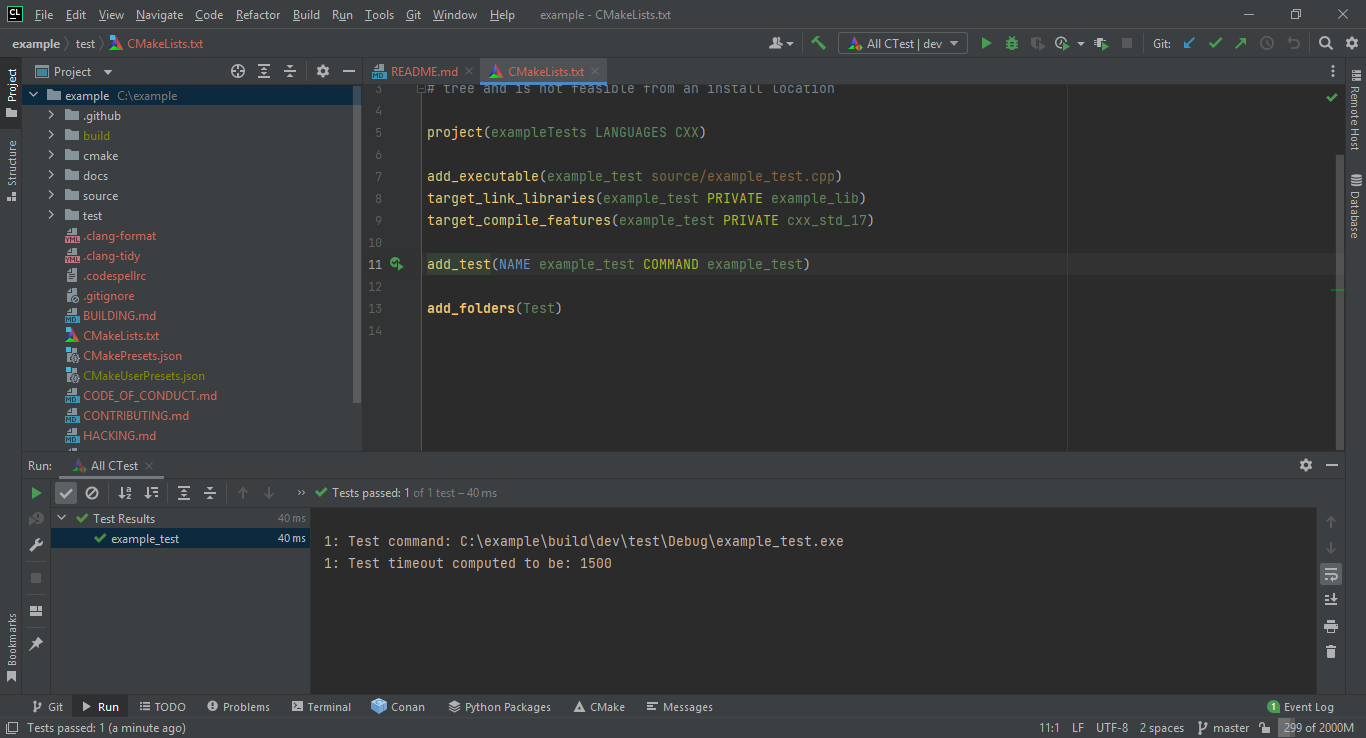 CL File Edit View Navigate Code Refactor Build Run Tools Git Window Help example - CMakeLists.txt
example test CMakeLists.txt All CTest | dev Git:
Project
README.md CMakeLists.txt
Project
Structure
Bookmarks
Remote Host
Database
example C:\example
.github
build
cmake
docs
source
test
.clang-format
.clang-tidy
.codespellrc
.gitignore
BUILDING.md
CMakeLists.txt
CMakePresets.json
CMakeUserPresets.json
CODE_OF_CONDUCT.md
CONTRIBUTING.md
HACKING.md
3 # tree and is not feasible from an install location
4
5 project(exampleTests LANGUAGES CXX)
6
7 add_executable(example_test source/example_test.cpp)
8 target_link_libraries(example_test PRIVATE example_lib)
9 target_compile_features(example_test PRIVATE cxx_std_17)
10
11 add_test(NAME example_test COMMAND example_test)
12
13 add_folders(Test)
14
Run: All CTest
» Tests passed: 1 of 1 test – 40 ms
Test Results 40 ms
example_test 40 ms
1: Test command: C:\example\build\dev\test\Debug\example_test.exe
1: Test timeout computed to be: 1500
Git Run TODO Problems Terminal Conan Python Packages CMake Messages 1 Event Log
Tests passed: 1 (a minute ago) 11:1 LF UTF-8 2 spaces master 299 of 2000M